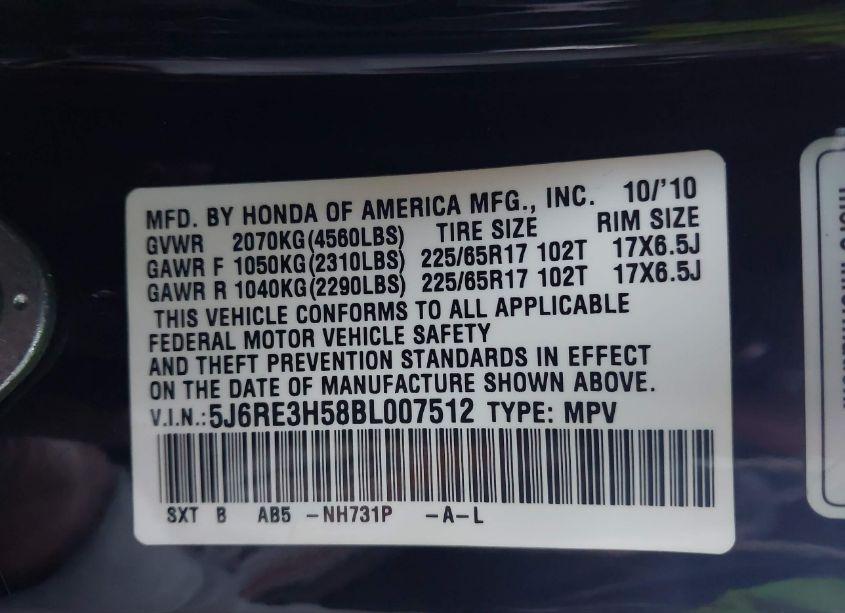 MFD. BY HONDA OF AMERICA MFG., INC. 10/'10
GVWR 2070KG(4560LBS) TIRE SIZE RIM SIZE
GAWR F 1050KG(2310LBS) 225/65R17 102T 17X6.5J
GAWR R 1040KG(2290LBS) 225/65R17 102T 17X6.5J
THIS VEHICLE CONFORMS TO ALL APPLICABLE
FEDERAL MOTOR VEHICLE SAFETY
AND THEFT PREVENTION STANDARDS IN EFFECT
ON THE DATE OF MANUFACTURE SHOWN ABOVE.
V.I.N.: 5J6RE3H58BL007512 TYPE: MPV
SXT B AB5 -NH731P -A-L